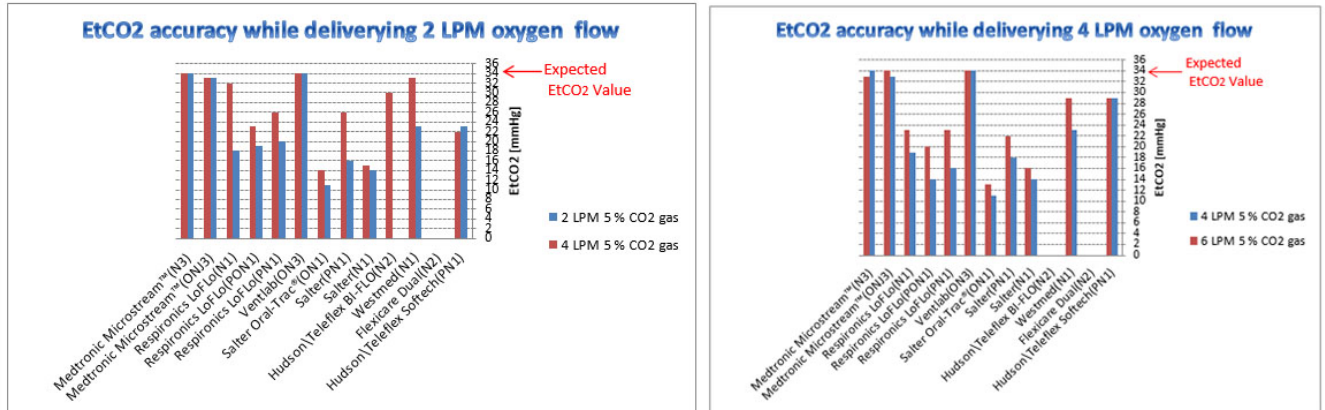 EtCO2 accuracy while deliverying 2 LPM oxygen flow
36
34
32
30
28
26
24
22
20
18
16
14
12
10
8
6
4
2
0
EtCO2 [mmHg]
Expected
EtCO2 Value
2 LPM 5 % CO2 gas
4 LPM 5 % CO2 gas
Medtronic Microstream™(N3)
Medtronic Microstream™(ONJ3)
Respironics LoFLo(N1)
Respironics LoFLo(PON1)
Respironics LoFLo(PN1)
Ventlab(ON3)
Salter Oral-Trac®(ON1)
Salter(PN1)
Salter(N1)
Hudson\Teleflex BI-FLO(N2)
Westmed(N1)
Flexicare Dual(N2)
Hudson\Teleflex Softech(PN1)
EtCO2 accuracy while deliverying 4 LPM oxygen flow
36
34
32
30
28
26
24
22
20
18
16
14
12
10
8
6
4
2
0
EtCO2 [mmHg]
Expected
EtCO2 Value
4 LPM 5 % CO2 gas
6 LPM 5 % CO2 gas
Medtronic Microstream™(N3)
Medtronic Microstream™(ONJ3)
Respironics LoFLo(N1)
Respironics LoFLo(PON1)
Respironics LoFLo(PN1)
Ventlab(ON3)
Salter Oral-Trac®(ON1)
Salter(PN1)
Salter(N1)
Hudson\Teleflex BI-FLO(N2)
Westmed(N1)
Flexicare Dual(N2)
Hudson\Teleflex Softech(PN1)